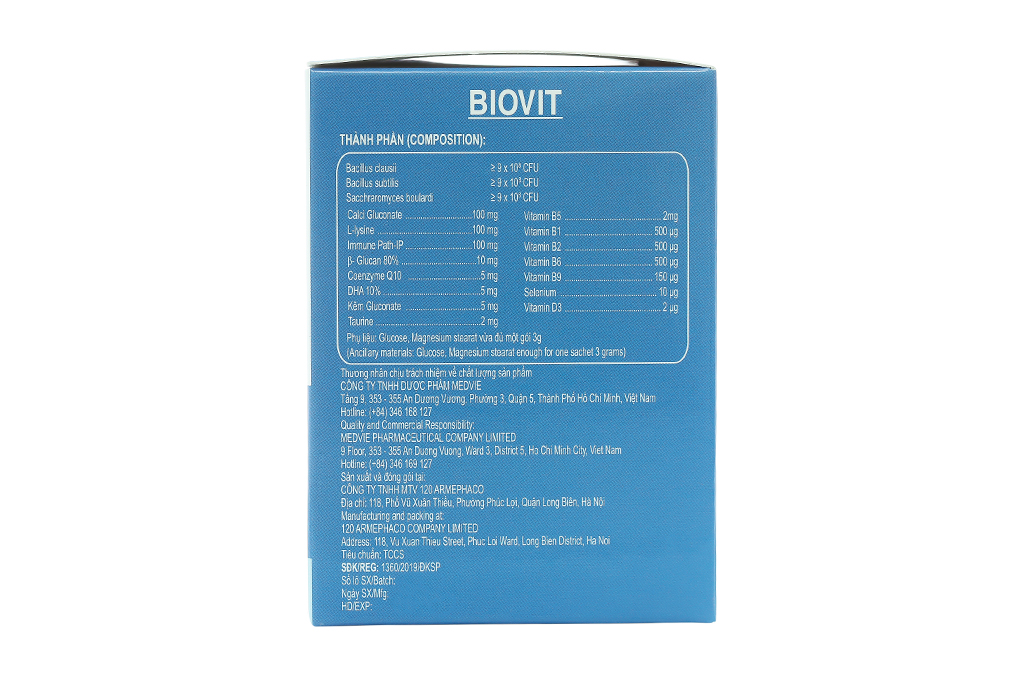 BIOVIT
THÀNH PHẦN (COMPOSITION):
Bacillus clausii ≥ 9 x 10⁸ CFU
Bacillus subtilis ≥ 9 x 10⁸ CFU
Sacchraromyces boulardi ≥ 9 x 10⁸ CFU
Calci Gluconate ........ 100 mg
L-lysine ........ 100 mg
Immune Path-IP ........ 100 mg
β- Glucan 80% ........ 10 mg
Coenzyme Q10 ........ 5 mg
DHA 10% ........ 5 mg
Kẽm Gluconate ........ 5 mg
Taurine ........ 2 mg
Vitamin B5 ........ 2mg
Vitamin B1 ........ 500 µg
Vitamin B2 ........ 500 µg
Vitamin B6 ........ 500 µg
Vitamin B9 ........ 150 µg
Selenium ........ 10 µg
Vitamin D3 ........ 2 µg
Phụ liệu: Glucose, Magnesium stearat vừa đủ một gói 3g
(Ancillary materials: Glucose, Magnesium stearat enough for one sachet 3 grams)
Thương nhân chịu trách nhiệm về chất lượng sản phẩm
CÔNG TY TNHH DƯỢC PHẨM MEDVIE
Tầng 9, 353 - 355 An Dương Vương, Phường 3, Quận 5, Thành Phố Hồ Chí Minh, Việt Nam
Hotline: (+84) 346 168 127
Quality and Commercial Responsibility:
MEDVIE PHARMACEUTICAL COMPANY LIMITED
9 Floor, 353 - 355 An Duong Vuong, Ward 3, District 5, Ho Chi Minh City, Viet Nam
Hotline: (+84) 346 169 127
Sản xuất và đóng gói tại:
CÔNG TY TNHH MTV 120 ARMEPHACO
Địa chỉ: 118, Phố Vũ Xuân Thiều, Phường Phúc Lợi, Quận Long Biên, Hà Nội
Manufacturing and packing at:
120 ARMEPHACO COMPANY LIMITED
Address: 118, Vu Xuan Thieu Street, Phuc Loi Ward, Long Bien District, Ha Noi
Tiêu chuẩn: TCCS
SĐK/REG: 1360/2019/ĐKSP
Số lô SX/Batch:
Ngày SX/Mfg:
HD/EXP: